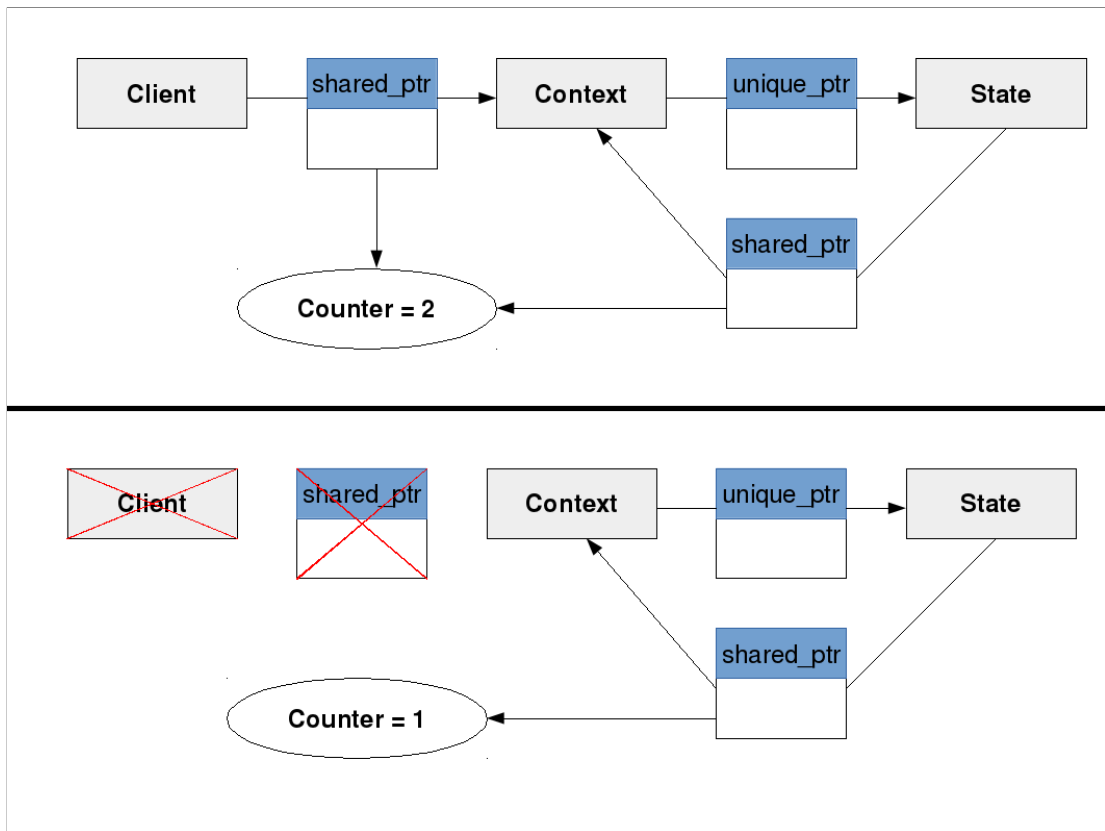 Client
shared_ptr
Context
unique_ptr
State
shared_ptr
Counter = 2
Client
shared_ptr
Context
unique_ptr
State
shared_ptr
Counter = 1